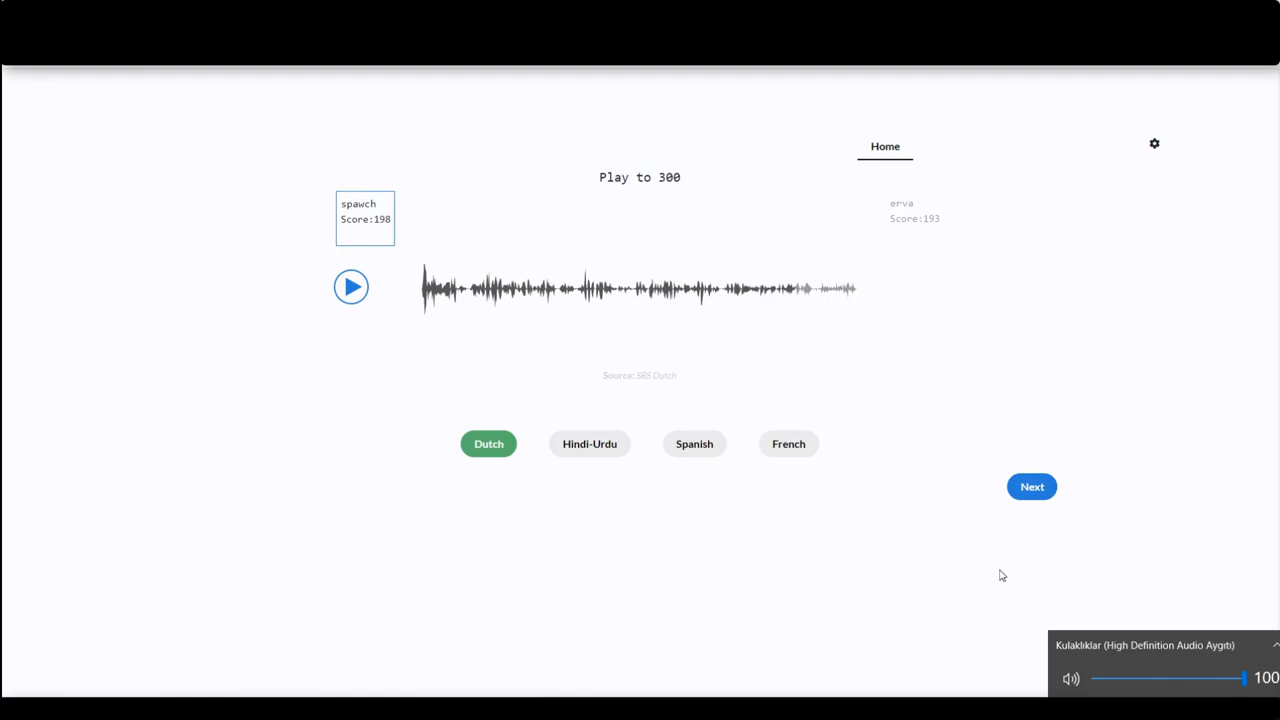 Home
Play to 300
spawch
Score:198
erva
Score:193
Source: SBS Dutch
Dutch
Hindi-Urdu
Spanish
French
Next
Kulaklıklar (High Definition Audio Aygıtı)
100